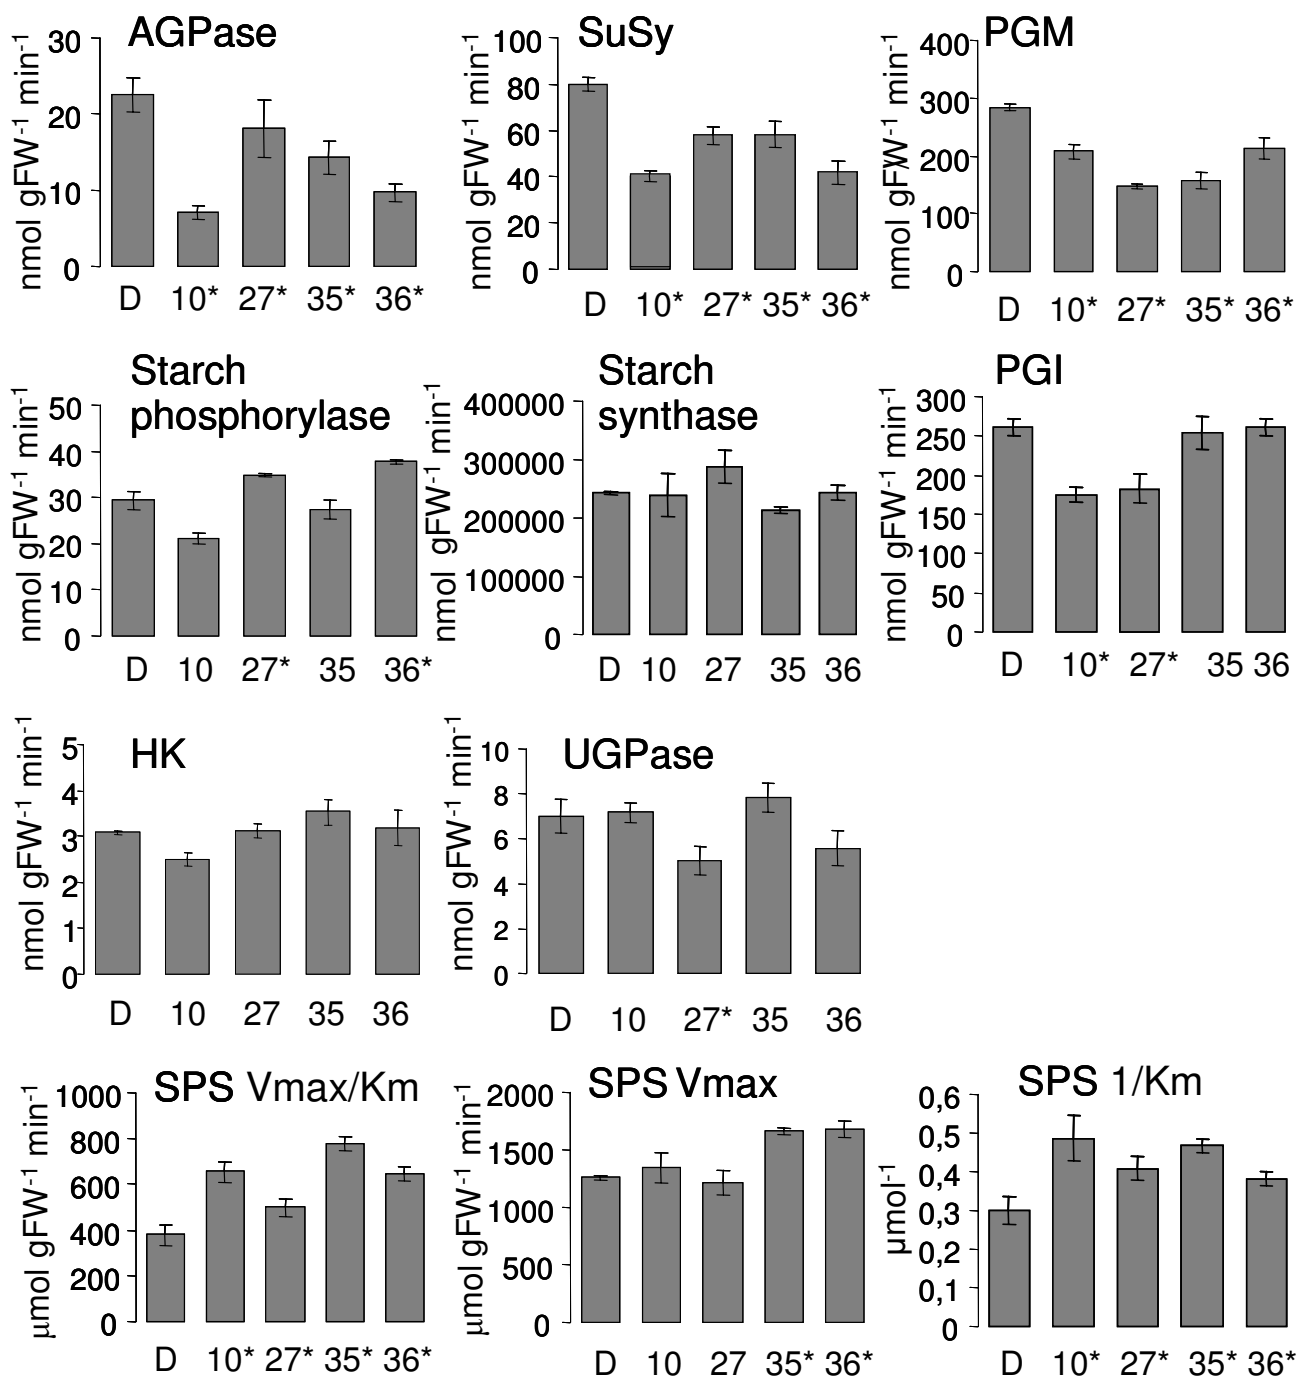 AGPase
nmol gFW-1 min-1
30
20
10
0
D 10* 27* 35* 36*
SuSy
nmol gFW-1 min-1
100
80
60
40
20
0
D 10* 27* 35* 36*
PGM
nmol gFW-1 min-1
400
300
200
100
0
D 10* 27* 35* 36*
Starch
phosphorylase
nmol gFW-1 min-1
50
40
30
20
10
0
D 10 27* 35 36*
Starch
synthase
nmol gFW-1 min-1
400000
300000
200000
100000
0
D 10 27 35 36
PGI
nmol gFW-1 min-1
300
250
200
150
100
50
0
D 10* 27* 35 36
HK
nmol gFW-1 min-1
5
4
3
2
1
0
D 10 27 35 36
UGPase
nmol gFW-1 min-1
10
8
6
4
2
0
D 10 27* 35 36
SPS Vmax/Km
µmol gFW-1 min-1
1000
800
600
400
200
0
D 10* 27* 35* 36*
SPS Vmax
µmol gFW-1 min-1
2000
1500
1000
500
0
D 10 27 35* 36*
SPS 1/Km
µmol-1
0,6
0,5
0,4
0,3
0,2
0,1
0
D 10* 27* 35* 36*